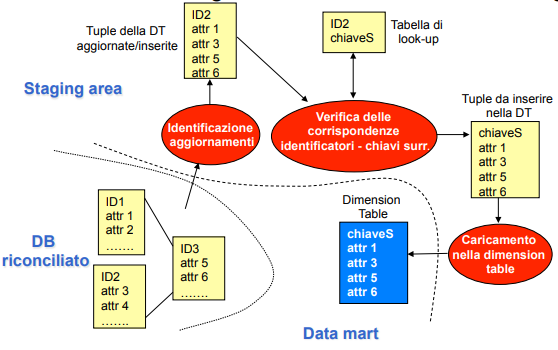 Tuple della DT
aggiornate/inserite
ID2
attr 1
attr 3
attr 5
attr 6
ID2
chiaveS
Tabella di
look-up
Staging area
Identificazione
aggiornamenti
Verifica delle
corrispondenze
identificatori - chiavi surr.
Tuple da inserire
nella DT
chiaveS
attr 1
attr 3
attr 5
attr 6
ID1
attr 1
attr 2
.......
DB
riconciliato
ID3
attr 5
attr 6
.......
ID2
attr 3
attr 4
.......
Dimension
Table
chiaveS
attr 1
attr 3
attr 5
attr 6
Caricamento
nella dimension
table
Data mart